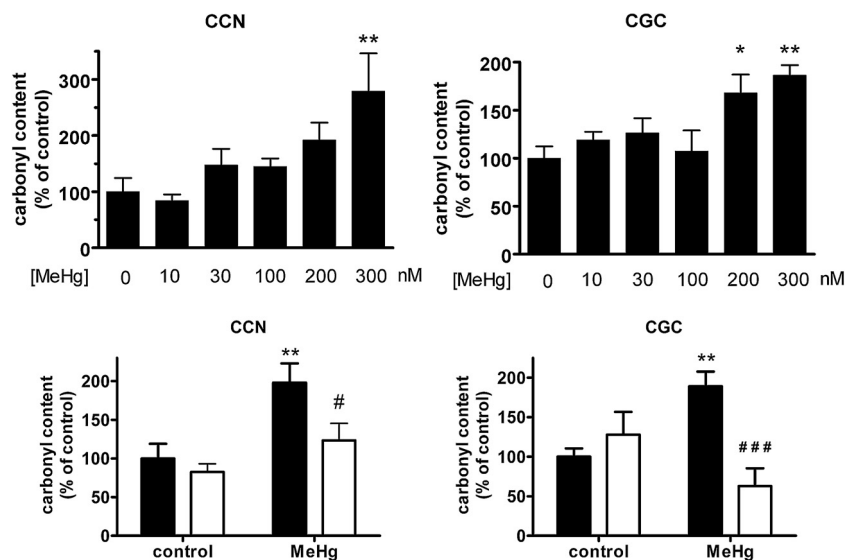 CCN
carbonyl content
(% of control)
300
200
100
0
**
[MeHg] 0 10 30 100 200 300 nM
CGC
carbonyl content
(% of control)
200
150
100
50
0
*
**
[MeHg] 0 10 30 100 200 300 nM
CCN
carbonyl content
(% of control)
200
150
100
50
0
**
#
control MeHg
CGC
carbonyl content
(% of control)
200
150
100
50
0
**
###
control MeHg